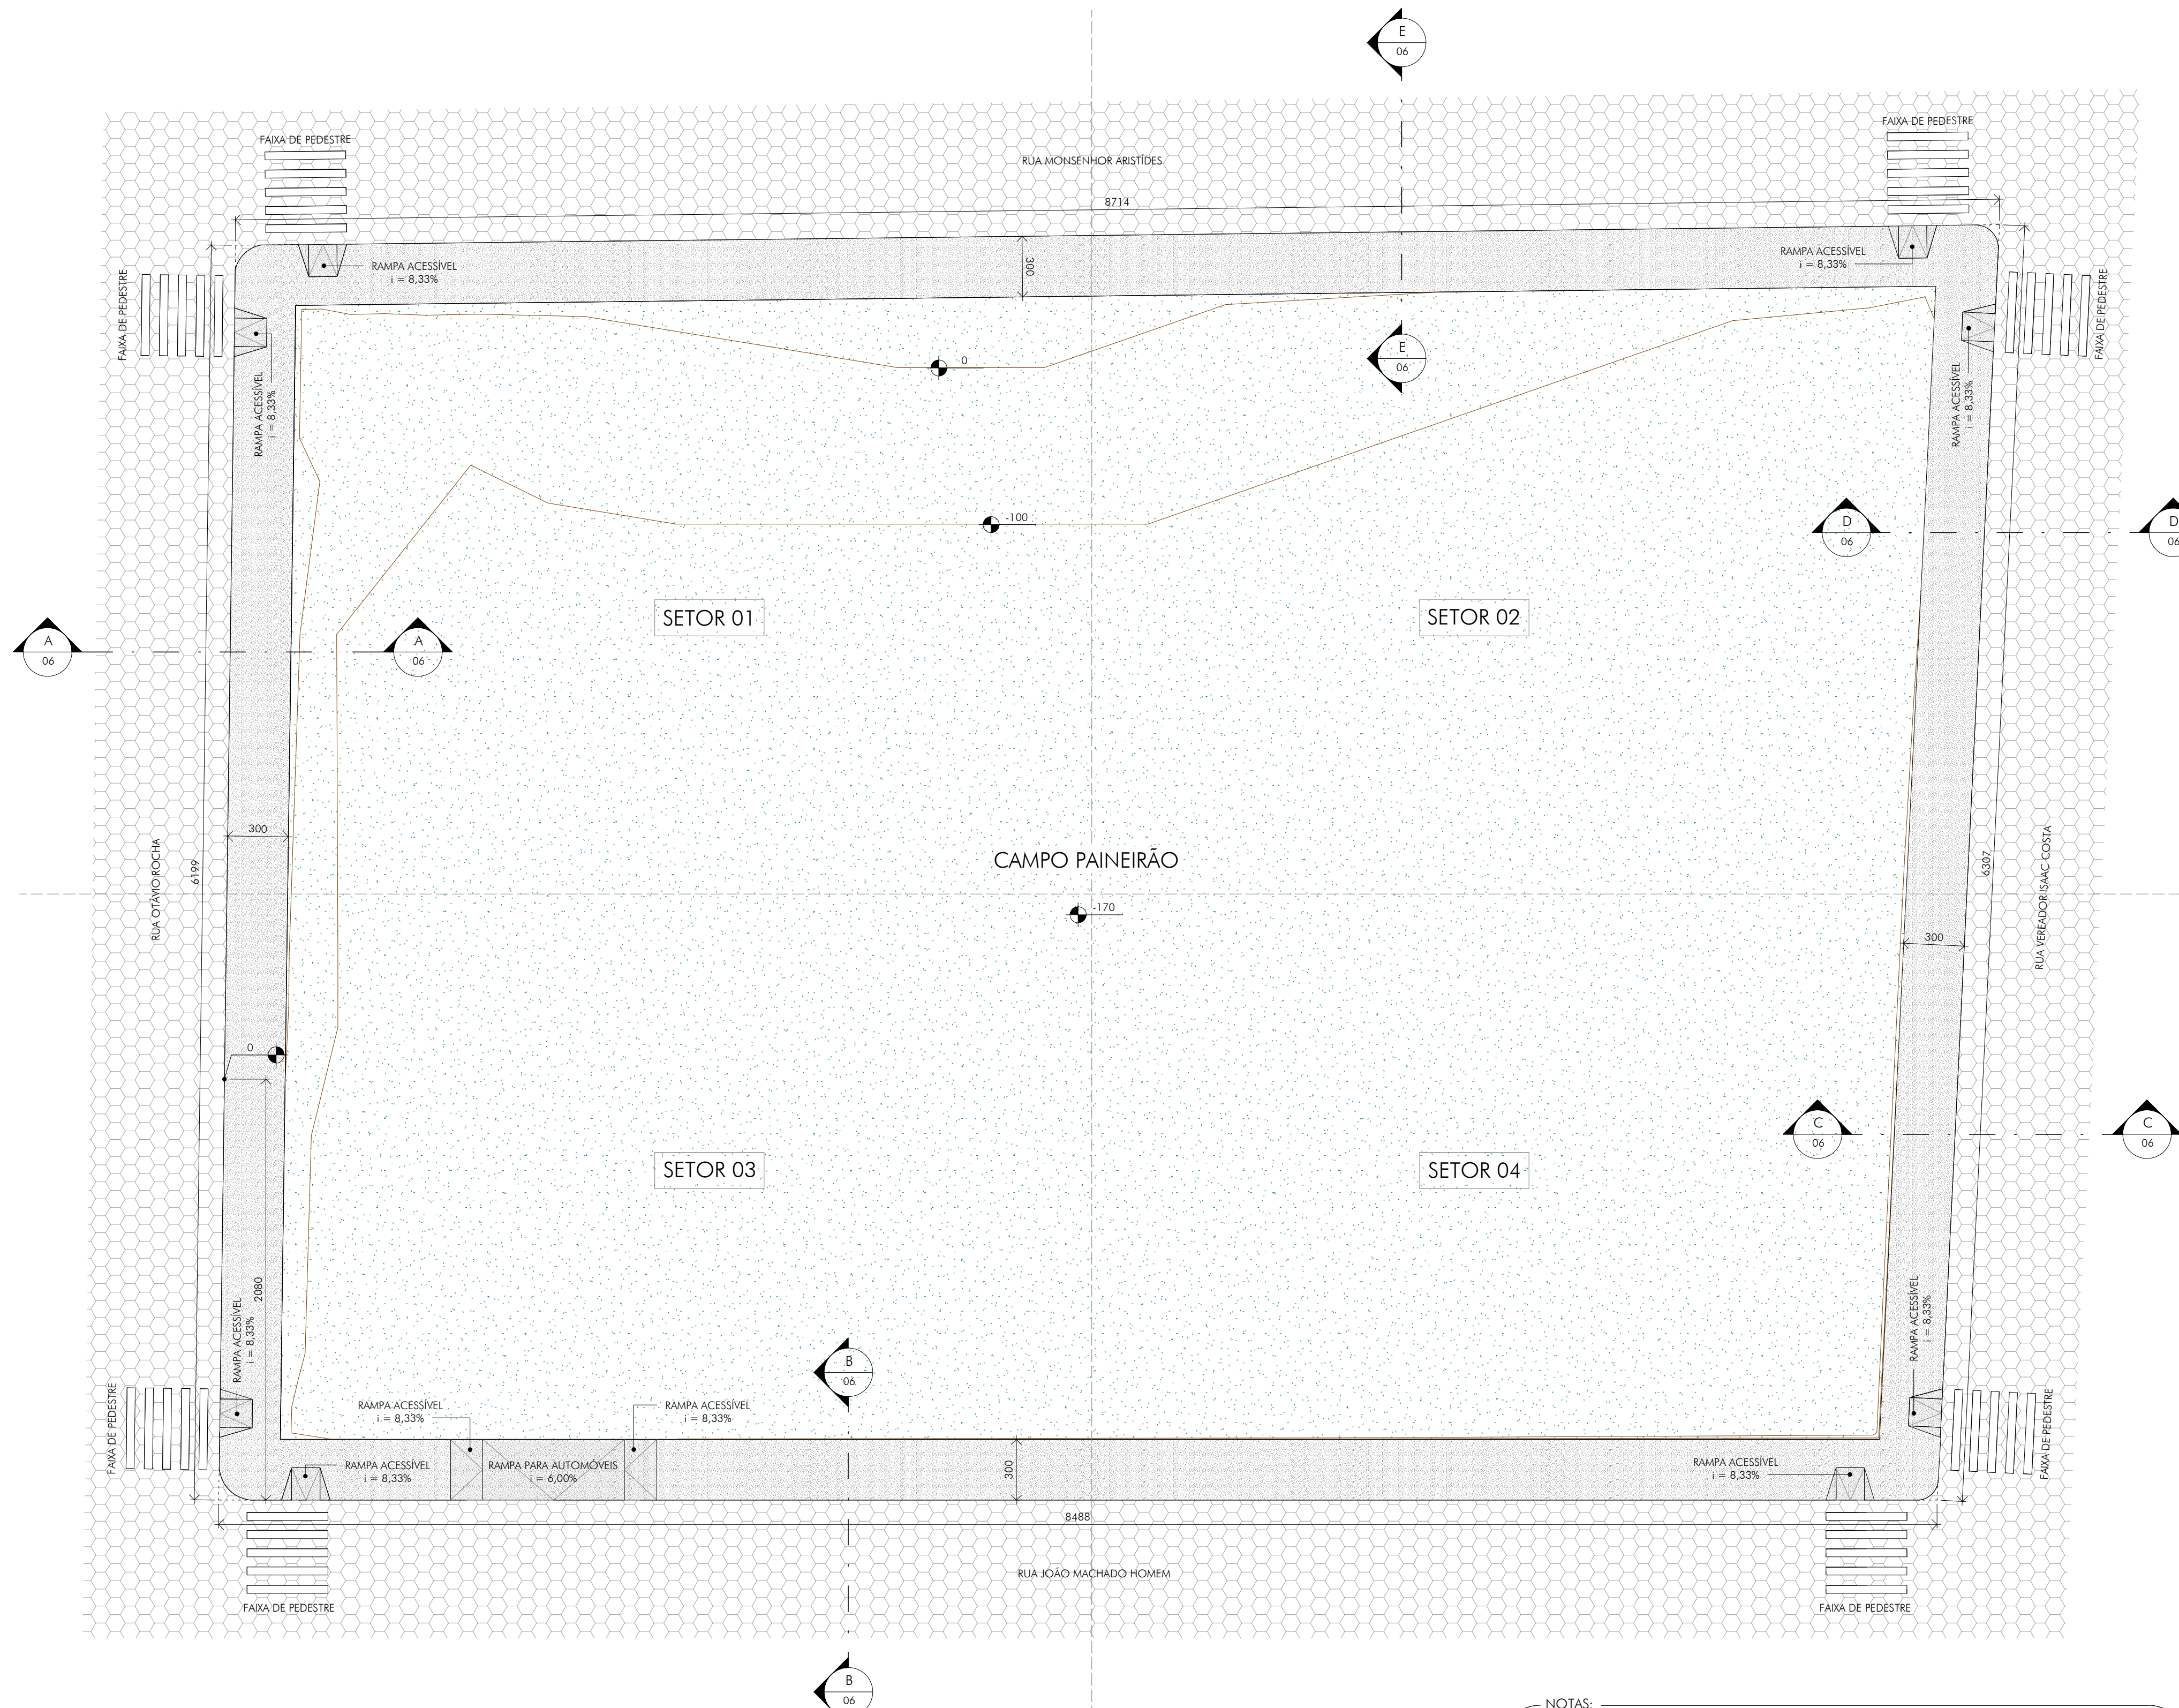 E
06
FAIXA DE PEDESTRE
FAIXA DE PEDESTRE
RUA MONSENHOR ARISTÍDES
8714
RAMPA ACESSÍVEL
i = 8,33%
300
RAMPA ACESSÍVEL
i = 8,33%
FAIXA DE PEDESTRE
FAIXA DE PEDESTRE
RAMPA ACESSÍVEL
i = 8,33%
0
E
06
RAMPA ACESSÍVEL
i = 8,33%
-100
D
06
D
06
SETOR 01
SETOR 02
A
06
A
06
300
RUA OTÁVIO ROCHA
6199
CAMPO PAINEIRÃO
6307
RUA VEREADOR ISAAC COSTA
-170
300
0
C
06
C
06
SETOR 03
SETOR 04
2080
RAMPA ACESSÍVEL
i = 8,33%
RAMPA ACESSÍVEL
i = 8,33%
B
06
FAIXA DE PEDESTRE
RAMPA ACESSÍVEL
i = 8,33%
RAMPA ACESSÍVEL
i = 8,33%
FAIXA DE PEDESTRE
RAMPA ACESSÍVEL
i = 8,33%
RAMPA PARA AUTOMÓVEIS
i = 6,00%
300
RAMPA ACESSÍVEL
i = 8,33%
8488
RUA JOÃO MACHADO HOMEM
FAIXA DE PEDESTRE
FAIXA DE PEDESTRE
B
06
NOTAS: